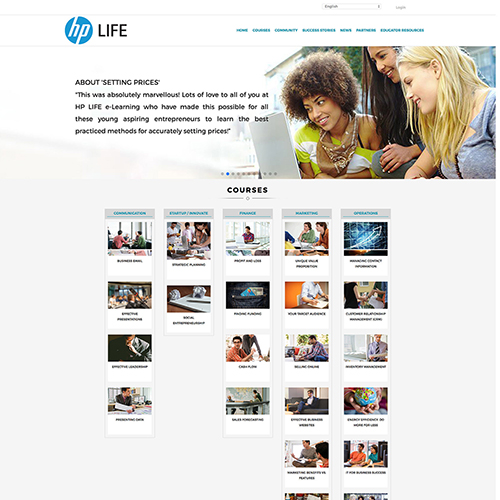 English
Login
hp LIFE
HOME COURSES COMMUNITY SUCCESS STORIES NEWS PARTNERS EDUCATOR RESOURCES
ABOUT 'SETTING PRICES'
"This was absolutely marvellous! Lots of love to all of you at
HP LIFE e-Learning who have made this possible for all
these young aspiring entrepreneurs to learn the best
practiced methods for accurately setting prices!"
COURSES
COMMUNICATION
BUSINESS EMAIL
EFFECTIVE
PRESENTATIONS
EFFECTIVE LEADERSHIP
PRESENTING DATA
STARTUP / INNOVATE
STRATEGIC PLANNING
SOCIAL
ENTREPRENEURSHIP
FINANCE
PROFIT AND LOSS
FINDING FUNDING
CASH FLOW
SALES FORECASTING
MARKETING
UNIQUE VALUE
PROPOSITION
YOUR TARGET AUDIENCE
SELLING ONLINE
EFFECTIVE BUSINESS
WEBSITES
MARKETING BENEFITS VS.
FEATURES
OPERATIONS
MANAGING CONTACT
INFORMATION
CUSTOMER RELATIONSHIP
MANAGEMENT (CRM)
INVENTORY MANAGEMENT
ENERGY EFFICIENCY: DO
MORE FOR LESS
IT FOR BUSINESS SUCCESS